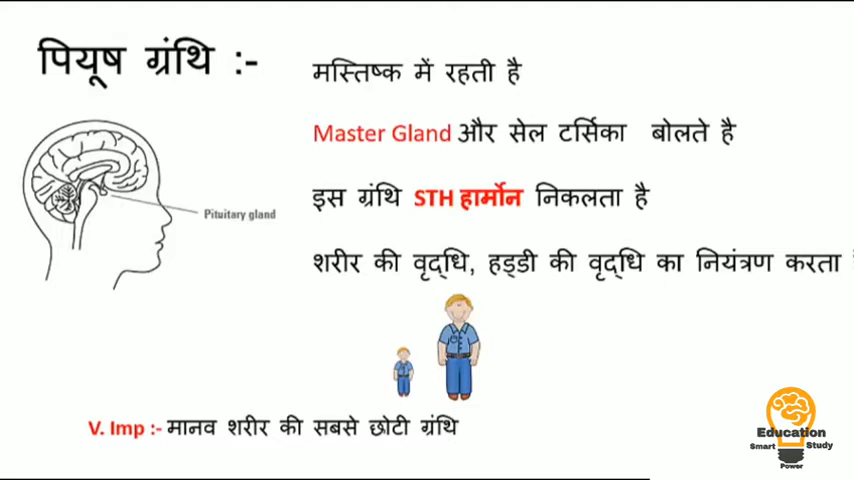 पियूष ग्रंथि :-
मस्तिष्क में रहती है
Master Gland और सेल टर्सिका बोलते है
इस ग्रंथि STH हार्मोन निकलता है
Pituitary gland
शरीर की वृद्धि, हड्डी की वृद्धि का नियंत्रण करता
V. Imp :- मानव शरीर की सबसे छोटी ग्रंथि
Education
Smart Study
Power